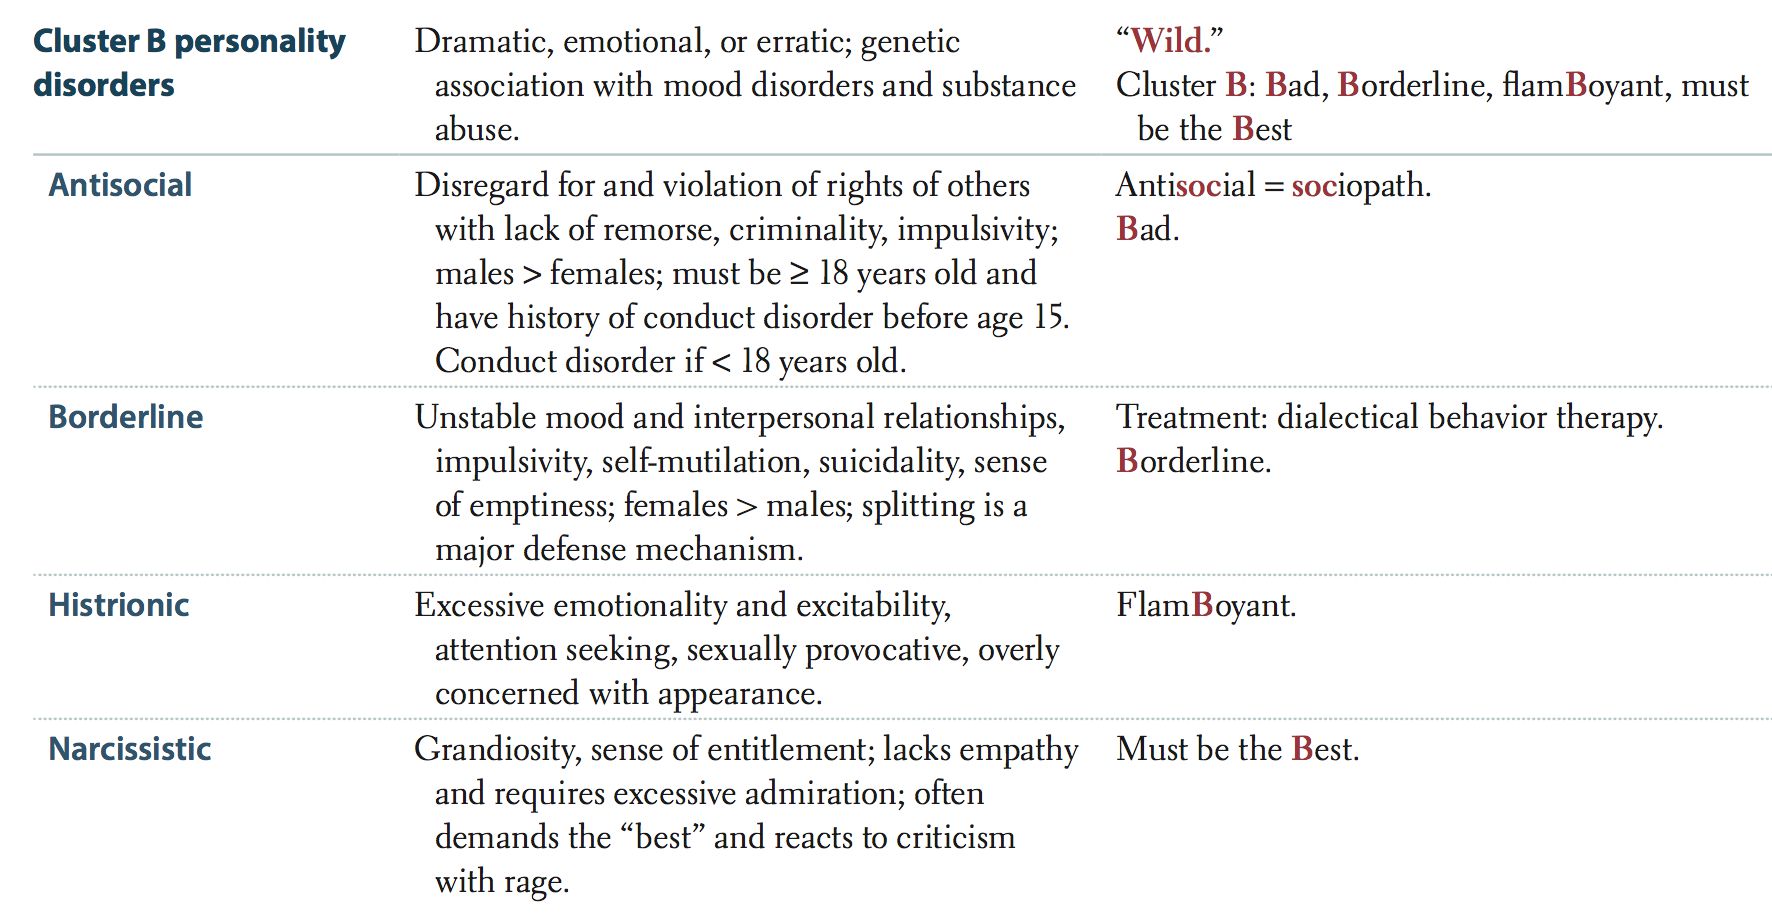 Cluster B personality disorders
Dramatic, emotional, or erratic; genetic
association with mood disorders and substance
abuse.
“Wild.”
Cluster B: Bad, Borderline, flamBoyant, must
be the Best
Antisocial
Disregard for and violation of rights of others
with lack of remorse, criminality, impulsivity;
males > females; must be ≥ 18 years old and
have history of conduct disorder before age 15.
Conduct disorder if < 18 years old.
Antisocial = sociopath.
Bad.
Borderline
Unstable mood and interpersonal relationships,
impulsivity, self-mutilation, suicidality, sense
of emptiness; females > males; splitting is a
major defense mechanism.
Treatment: dialectical behavior therapy.
Borderline.
Histrionic
Excessive emotionality and excitability,
attention seeking, sexually provocative, overly
concerned with appearance.
FlamBoyant.
Narcissistic
Grandiosity, sense of entitlement; lacks empathy
and requires excessive admiration; often
demands the “best” and reacts to criticism
with rage.
Must be the Best.